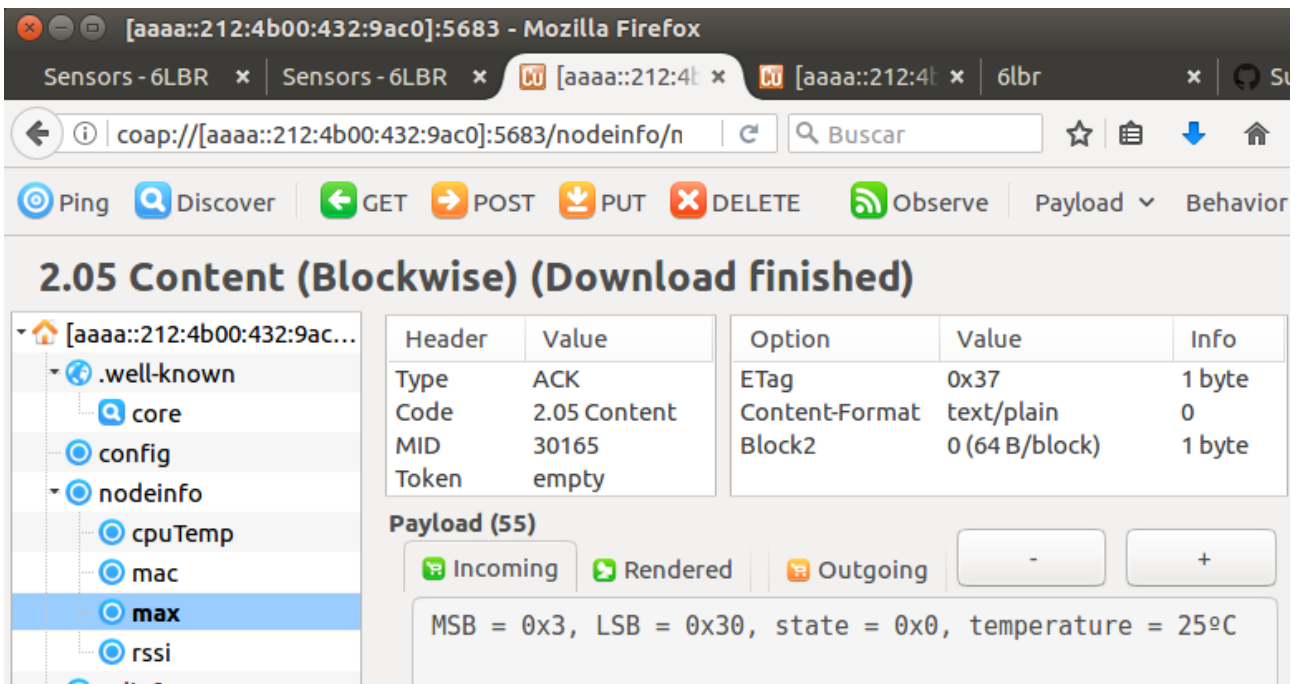 [aaaa::212:4b00:432:9ac0]:5683 - Mozilla Firefox
Sensors - 6LBR × Sensors - 6LBR × Cu [aaaa::212:4b × Cu [aaaa::212:4b × 6lbr × Su
coap://[aaaa::212:4b00:432:9ac0]:5683/nodeinfo/n Buscar
Ping Discover GET POST PUT DELETE Observe Payload Behavior
2.05 Content (Blockwise) (Download finished)
[aaaa::212:4b00:432:9ac...
.well-known
core
config
nodeinfo
cpuTemp
mac
max
rssi
Header Value
Type ACK
Code 2.05 Content
MID 30165
Token empty
Option Value Info
ETag 0x37 1 byte
Content-Format text/plain 0
Block2 0 (64 B/block) 1 byte
Payload (55)
Incoming Rendered Outgoing - +
MSB = 0x3, LSB = 0x30, state = 0x0, temperature = 25ºC